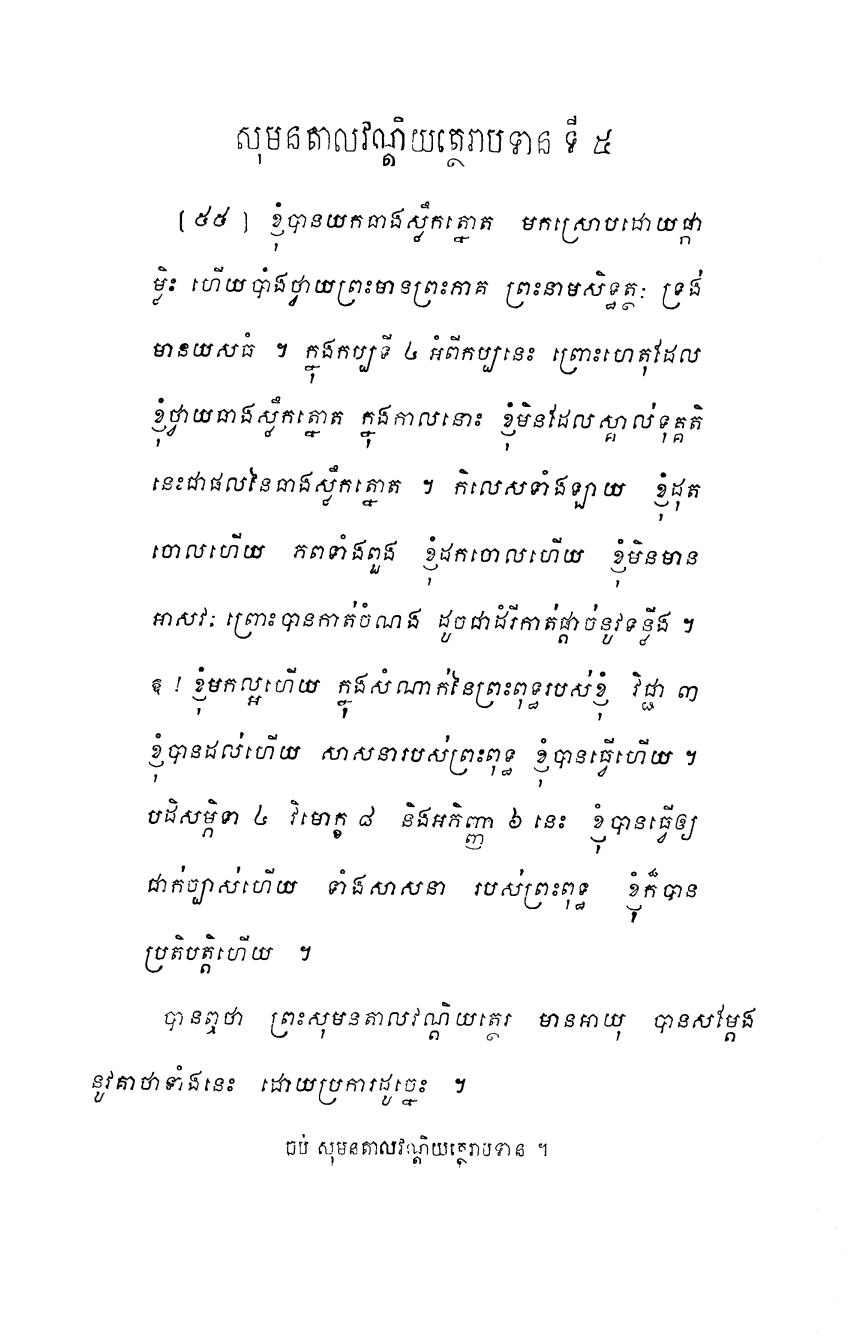 សុមនតាលវណ្ដិយត្ថេរាបទាន ទី ៥
[ ៥៥ ] ខ្ញុំបានយកធាងស្លឹកត្នោត មកស្រោបដោយផ្កា
ម្លិះ ហើយបាំងថ្វាយព្រះមានព្រះភាគ ព្រះនាមសិទ្ធត្ថៈ ទ្រង់
មានយសធំ ។ ក្នុងកប្បទី ៤ អំពីកប្បនេះ ព្រោះហេតុដែល
ខ្ញុំថ្វាយធាងស្លឹកត្នោត ក្នុងកាលនោះ ខ្ញុំមិនដែលស្គាល់ទុគ្គតិ
នេះជាផលនៃធាងស្លឹកត្នោត ។ កិលេសទាំងឡាយ ខ្ញុំដុត
ចោលហើយ ភពទាំងពួង ខ្ញុំដកចោលហើយ ខ្ញុំមិនមាន
អាសវៈ ព្រោះបានកាត់ចំណង ដូចជាដំរីកាត់ផ្ដាច់នូវទន្លីង ។
ឱ ! ខ្ញុំមកល្អហើយ ក្នុងសំណាក់នៃព្រះពុទ្ធរបស់ខ្ញុំ វិជ្ជា ៣
ខ្ញុំបានដល់ហើយ សាសនារបស់ព្រះពុទ្ធ ខ្ញុំបានធ្វើហើយ ។
បដិសម្ភិទា ៤ វិមោក្ខ ៨ និងអភិញ្ញា ៦ នេះ ខ្ញុំបានធ្វើឲ្យ
ជាក់ច្បាស់ហើយ ទាំងសាសនា របស់ព្រះពុទ្ធ ខ្ញុំក៏បាន
ប្រតិបត្តិហើយ ។
បានឮថា ព្រះសុមនតាលវណ្ដិយត្ថេរ មានអាយុ បានសម្ដែង
នូវគាថាទាំងនេះ ដោយប្រការដូច្នេះ ។
ចប់ សុមនតាលវណ្ដិយត្ថេរាបទាន ។